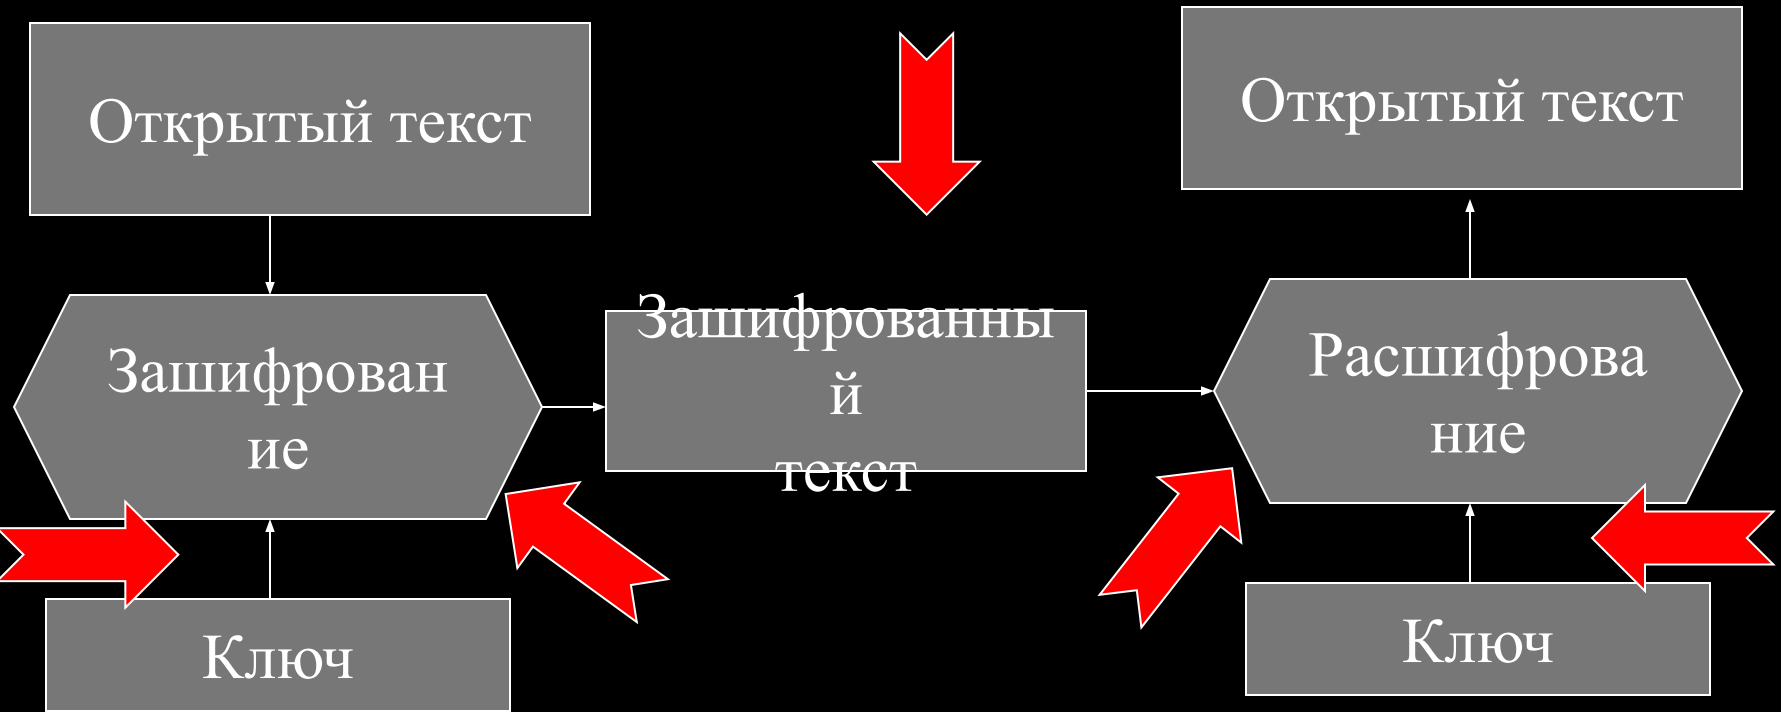 Открытый текст
Зашифрован
ие
Ключ
Зашифрованны
й
текст
Открытый текст
Расшифрова
ние
Ключ